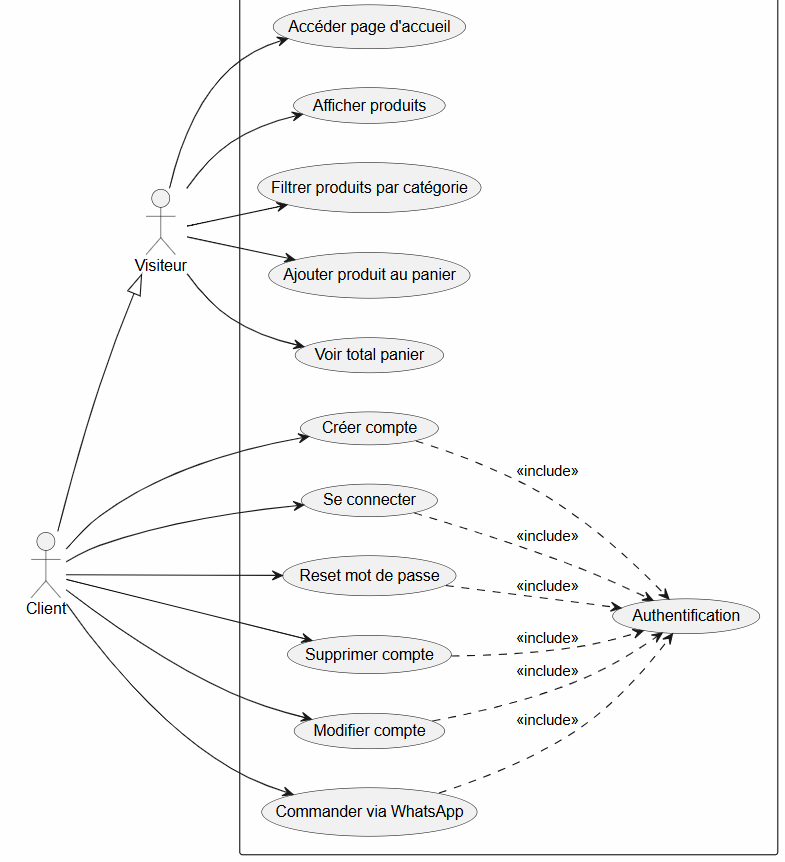 Accéder page d'accueil
Afficher produits
Filtrer produits par catégorie
Visiteur
Ajouter produit au panier
Voir total panier
Créer compte
«include»
Se connecter
«include»
Reset mot de passe
«include»
Client
Authentification
«include»
Supprimer compte
«include»
Modifier compte
«include»
Commander via WhatsApp